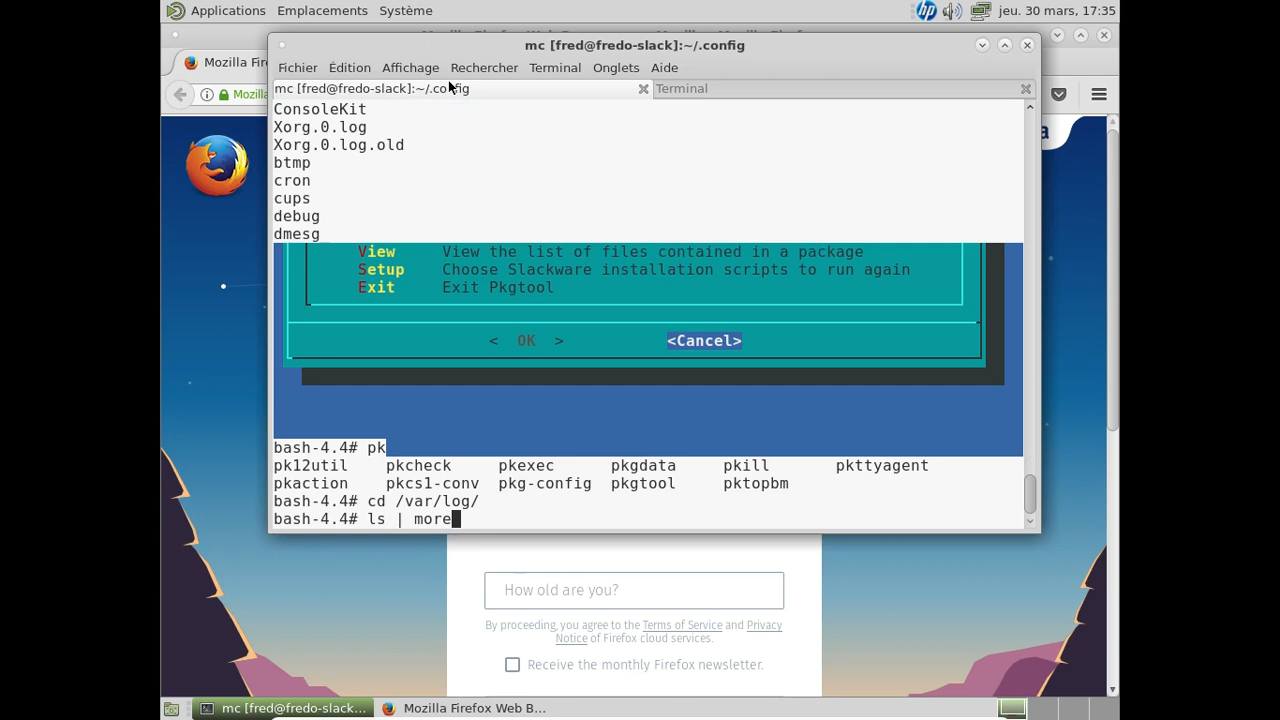 Applications Emplacements Système jeu. 30 mars, 17:35
mc [fred@fredo-slack]:~/.config
Mozilla Fire
Fichier Édition Affichage Rechercher Terminal Onglets Aide
mc [fred@fredo-slack]:~/.config Terminal
Mozilla
ConsoleKit
Xorg.0.log
Xorg.0.log.old
btmp
cron
cups
debug
dmesg
View View the list of files contained in a package
Setup Choose Slackware installation scripts to run again
Exit Exit Pkgtool
< OK > <Cancel>
bash-4.4# pk
pk12util pkcheck pkexec pkgdata pkill pkttyagent
pkaction pkcs1-conv pkg-config pkgtool pktopbm
bash-4.4# cd /var/log/
bash-4.4# ls | more
How old are you?
By proceeding, you agree to the Terms of Service and Privacy
Notice of Firefox cloud services.
Receive the monthly Firefox newsletter.
mc [fred@fredo-slack... Mozilla Firefox Web B...